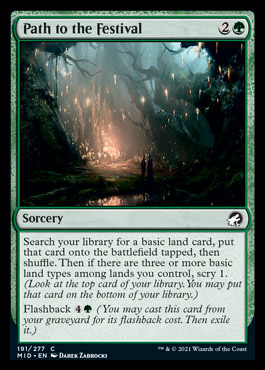 Path to the Festival 2
Sorcery
Search your library for a basic land card, put
that card onto the battlefield tapped, then
shuffle. Then if there are three or more basic
land types among lands you control, scry 1.
(Look at the top card of your library. You may put
that card on the bottom of your library.)
Flashback 4 (You may cast this card from
your graveyard for its flashback cost. Then exile
it.)
191/277 C
MID • EN DAREK ZABROCKI
™ & © 2021 Wizards of the Coast